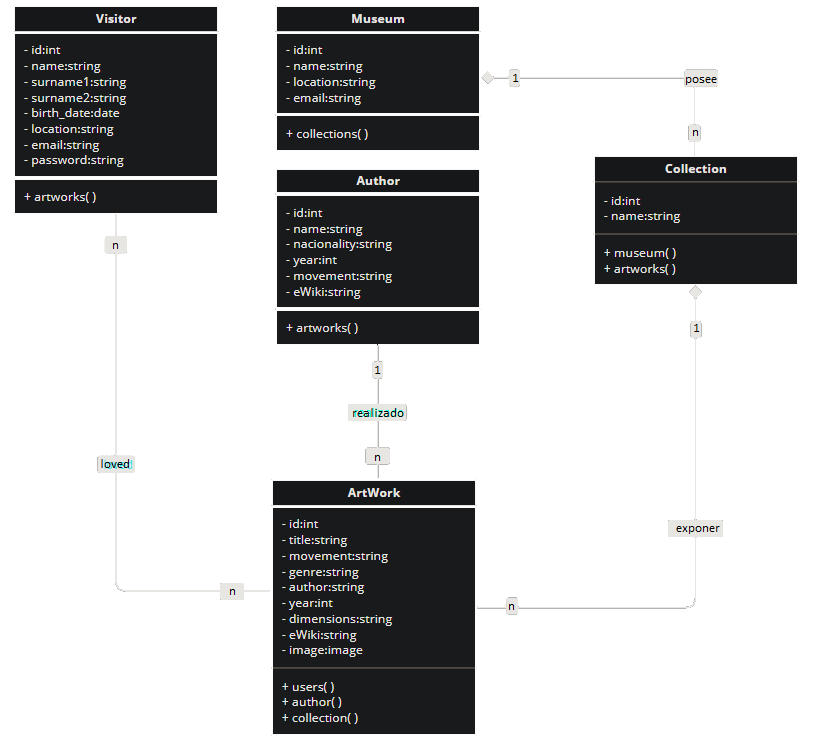 Visitor
- id:int
- name:string
- surname1:string
- surname2:string
- birth_date:date
- location:string
- email:string
- password:string
+ artworks( )
Museum
- id:int
- name:string
- location:string
- email:string
+ collections( )
1
posee
n
Collection
- id:int
- name:string
+ museum( )
+ artworks( )
Author
- id:int
- name:string
- nacionality:string
- year:int
- movement:string
- eWiki:string
+ artworks( )
n
loved
n
1
realizado
n
1
exponer
n
ArtWork
- id:int
- title:string
- movement:string
- genre:string
- author:string
- year:int
- dimensions:string
- eWiki:string
- image:image
+ users( )
+ author( )
+ collection( )